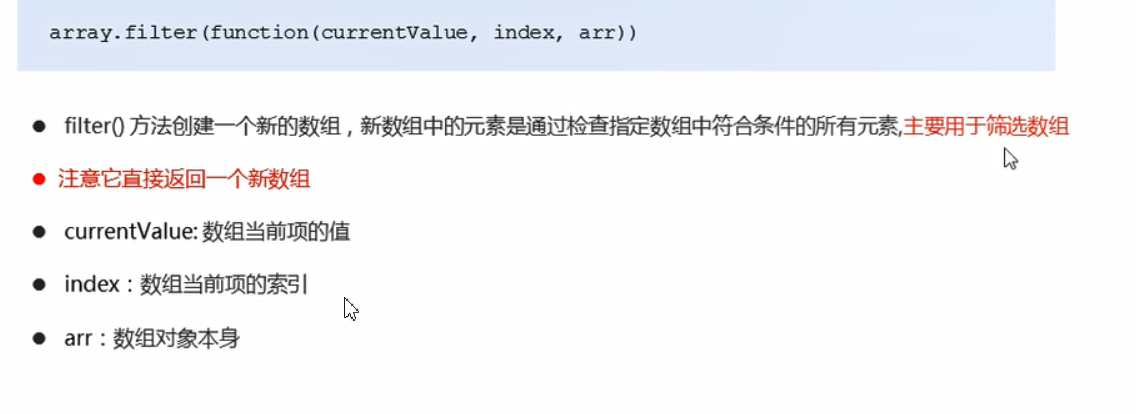 array.filter(function(currentValue, index, arr))
● filter() 方法创建一个新的数组，新数组中的元素是通过检查指定数组中符合条件的所有元素,主要用于筛选数组
● 注意它直接返回一个新数组
● currentValue: 数组当前项的值
● index：数组当前项的索引
● arr：数组对象本身